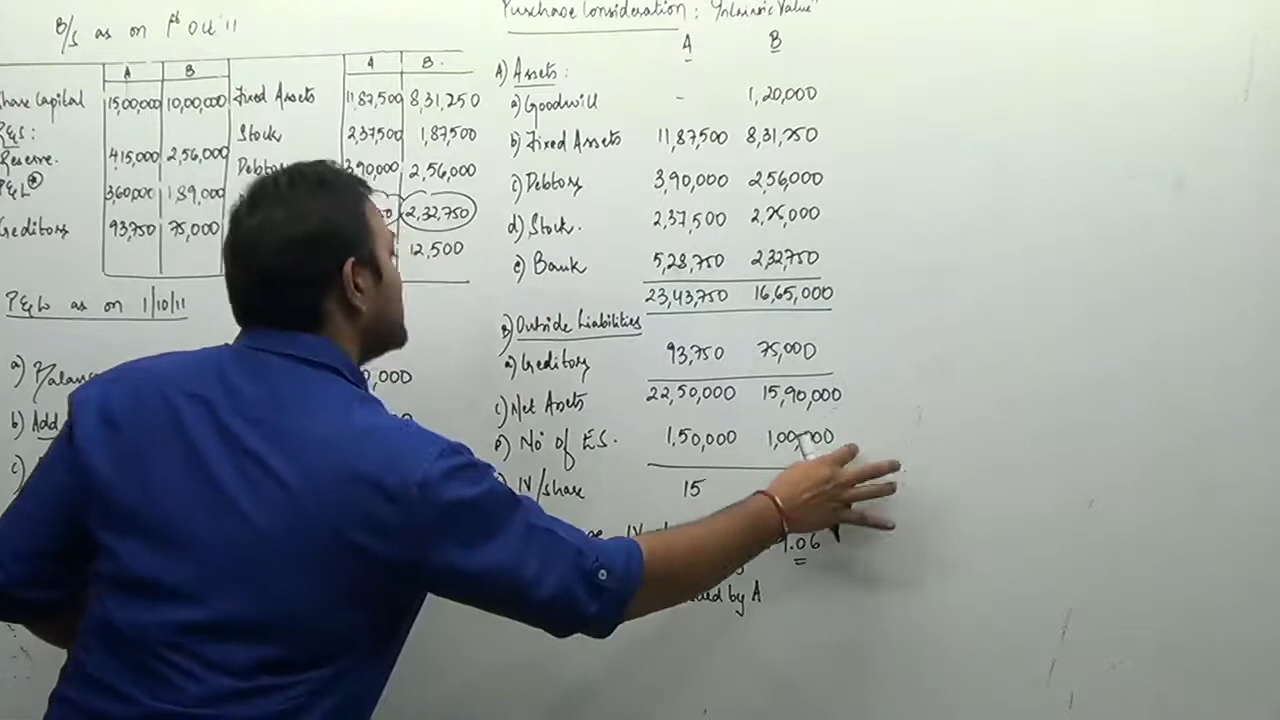 B/S as on 1st Oct'11
A B A B.
Share Capital 15,00,000 10,00,000 Fixed Assets 11,87,500 8,31,250
R&S: Stock 2,37,500 1,87,500
Reserve. 4,15,000 2,56,000 Debtors 3,90,000 2,56,000
P&L* 3,60,000 1,89,000 2,32,750
Creditors 93,750 75,000 12,500
P&L as on 1/10/11
a)
b) Add
c)
Purchase Consideration: "Intrinsic Value"
A B
A) Assets:
a) Goodwill - 1,20,000
b) Fixed Assets 11,87,500 8,31,250
c) Debtors 3,90,000 2,56,000
d) Stock. 2,37,500 2,25,000
e) Bank 5,28,750 2,32,750
23,43,750 16,65,000
B) Outside Liabilities
a) Creditors 93,750 75,000
C) Net Assets 22,50,000 15,90,000
No of ES. 1,50,000
IV/share 15
.06
by A